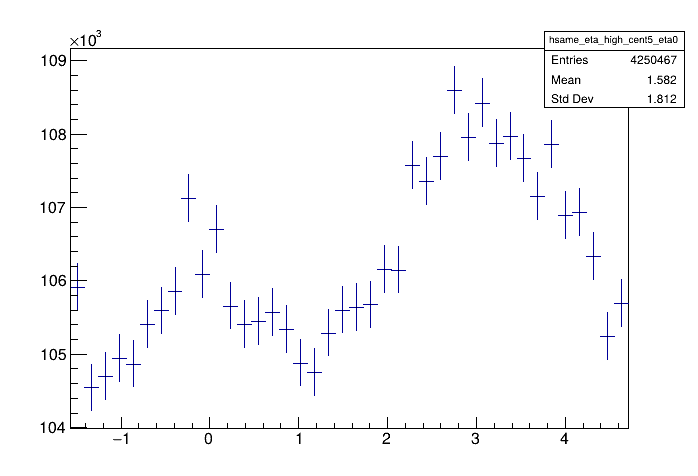 ×10³
hsame_eta_high_cent5_eta0
Entries 4250467
Mean 1.582
Std Dev 1.812
109
108
107
106
105
104
−1 0 1 2 3 4